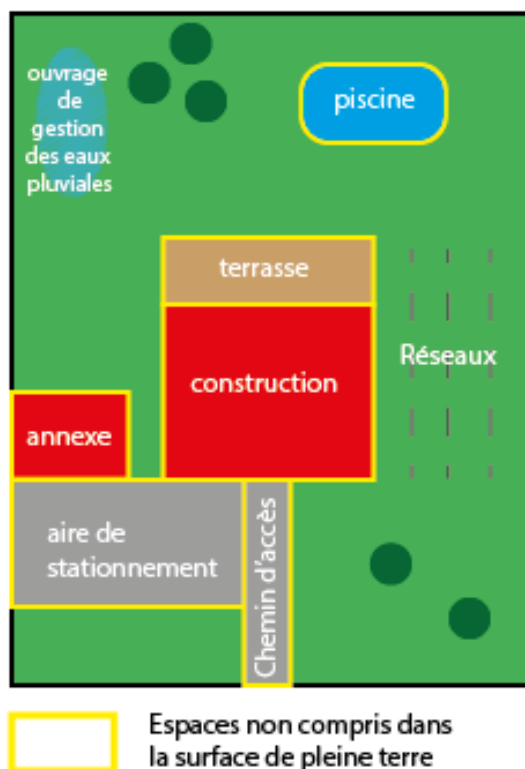 ouvrage
de
gestion
des eaux
pluviales
piscine
terrasse
Réseaux
construction
annexe
aire de
stationnement
Chemin d'accès
Espaces non compris dans
la surface de pleine terre